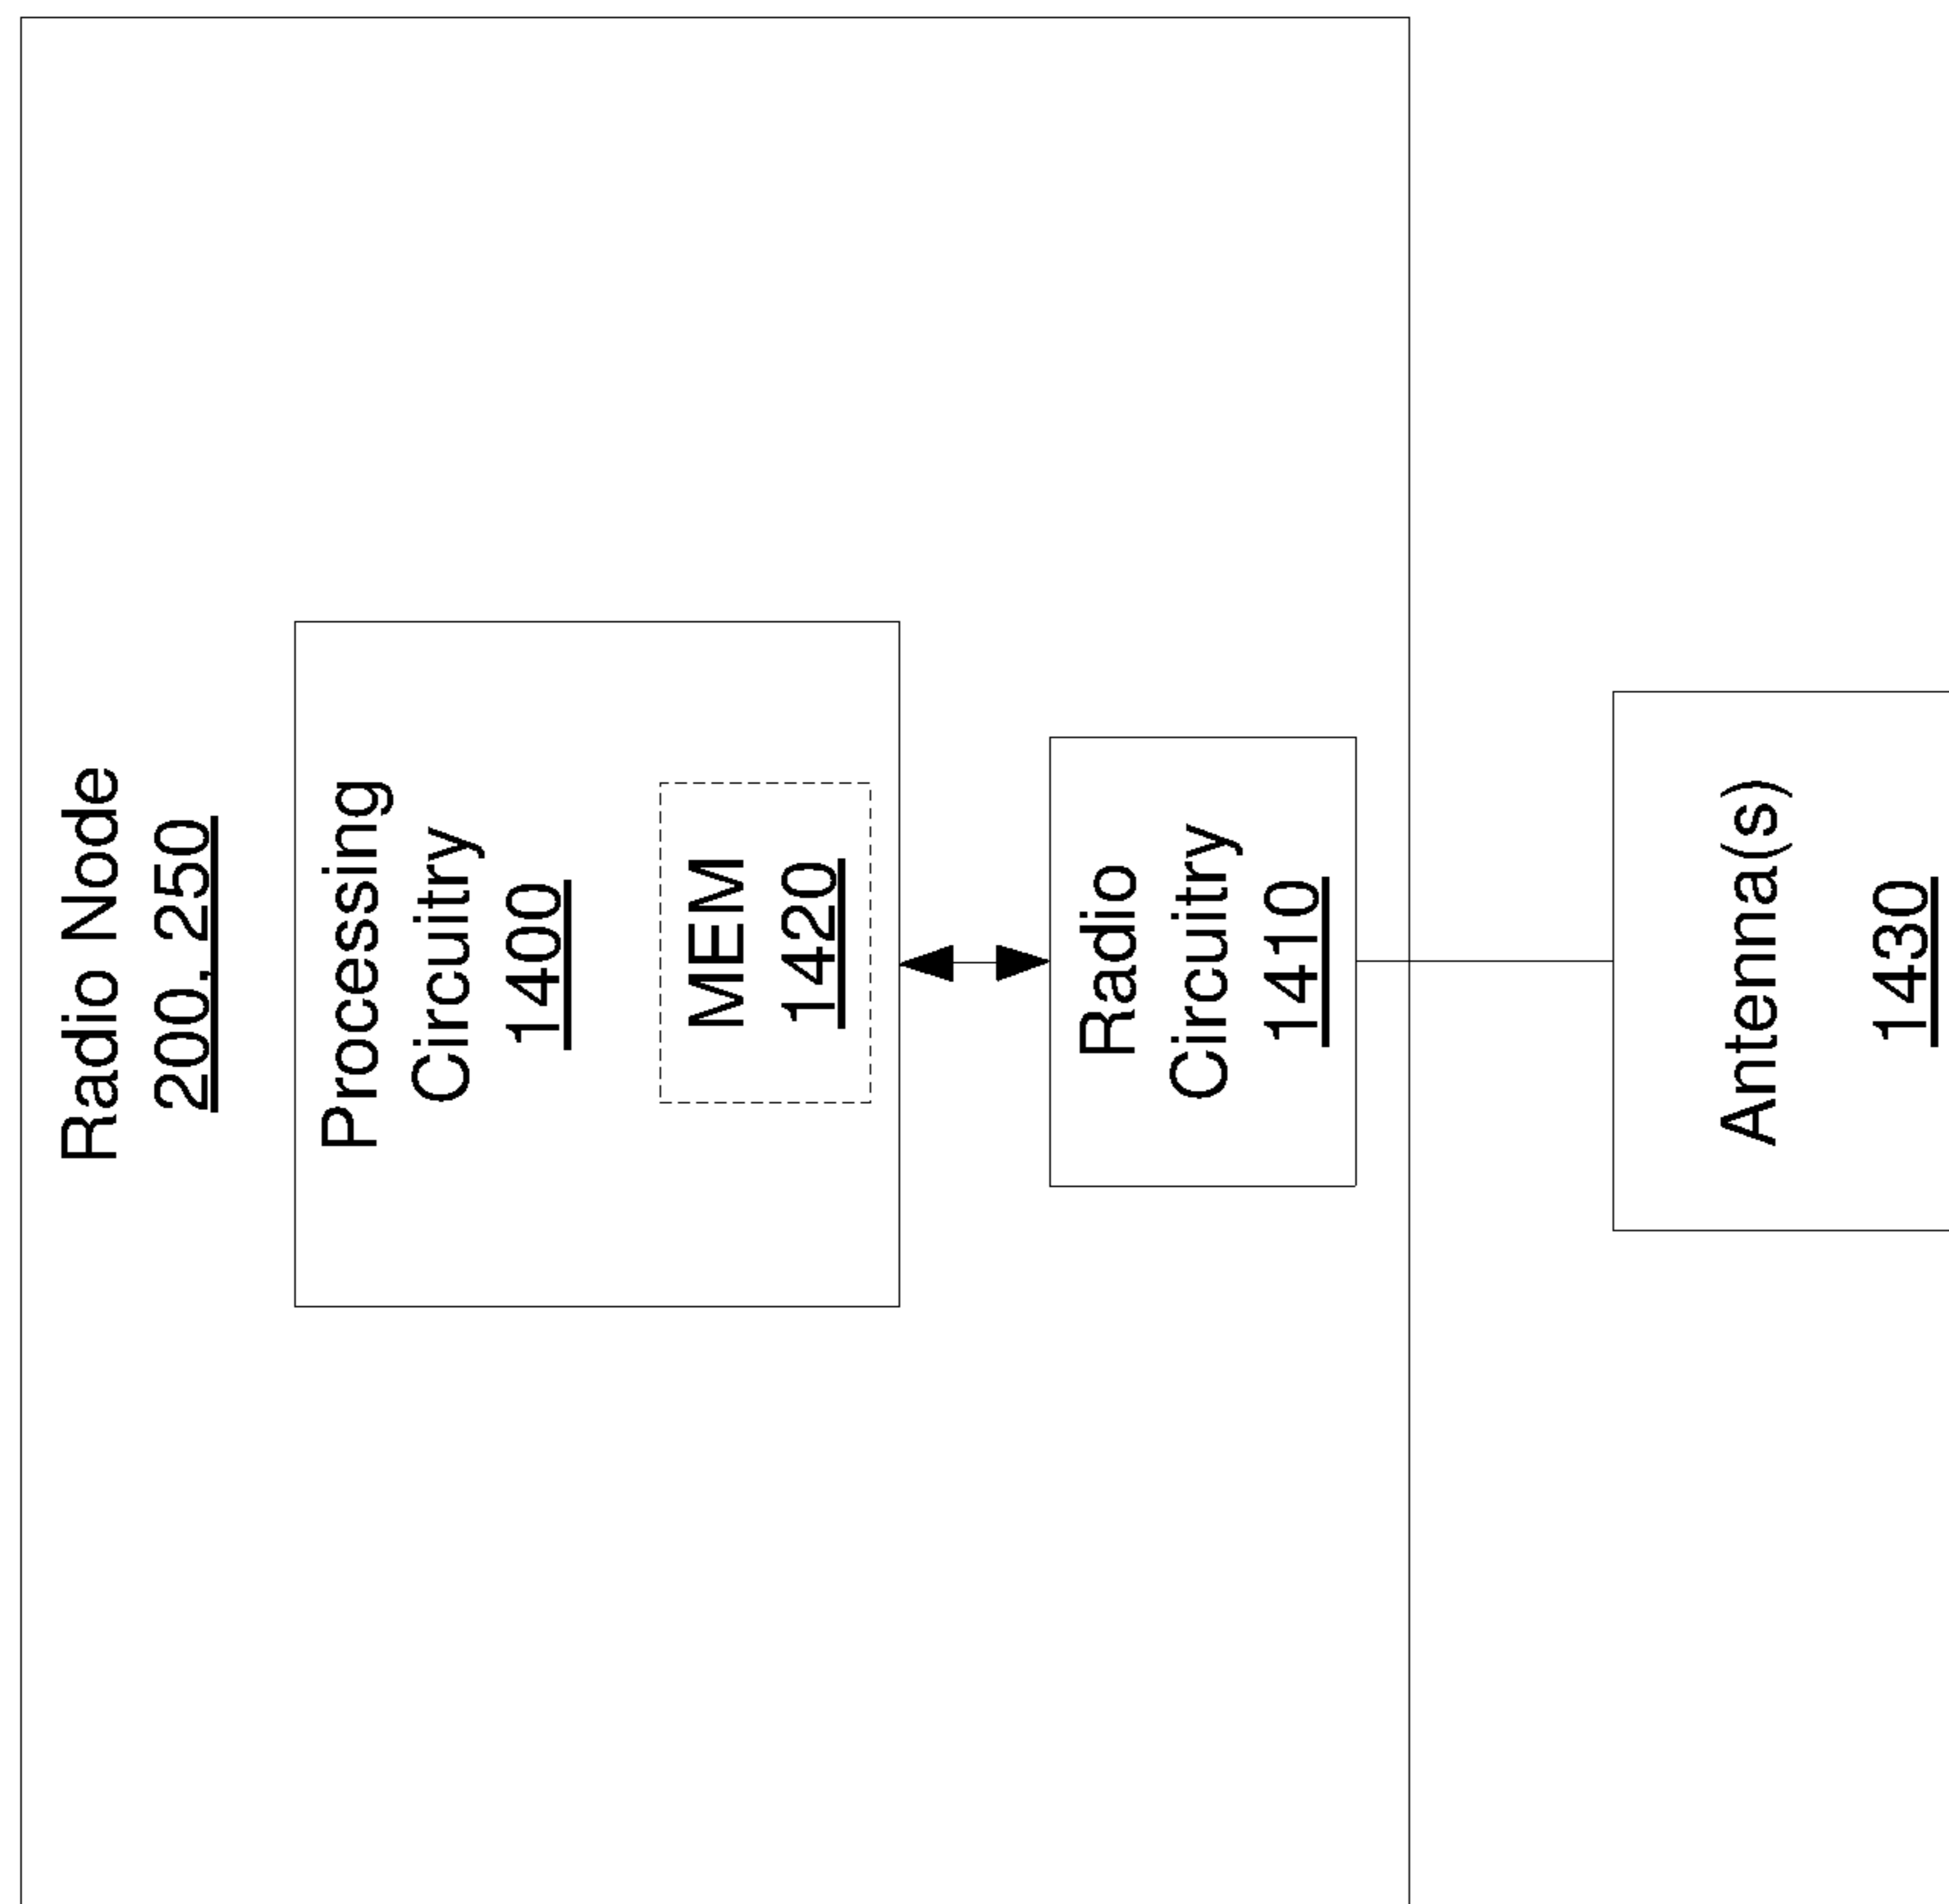 Radio Node
200, 250
Processing
Circuitry
1400
MEM
1420
Radio
Circuitry
1410
Antenna(s)
1430